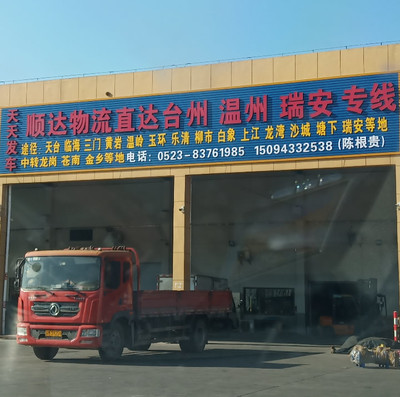 天天发车
顺达物流直达台州 温州 瑞安 专线
途径：天台 临海 三门 黄岩 温岭 玉环 乐清 柳市 白象 上江 龙湾 沙城 塘下 瑞安等地
中转龙岗 苍南 金乡等地 电话：0523-83761985 15094332538 (陈根贵)